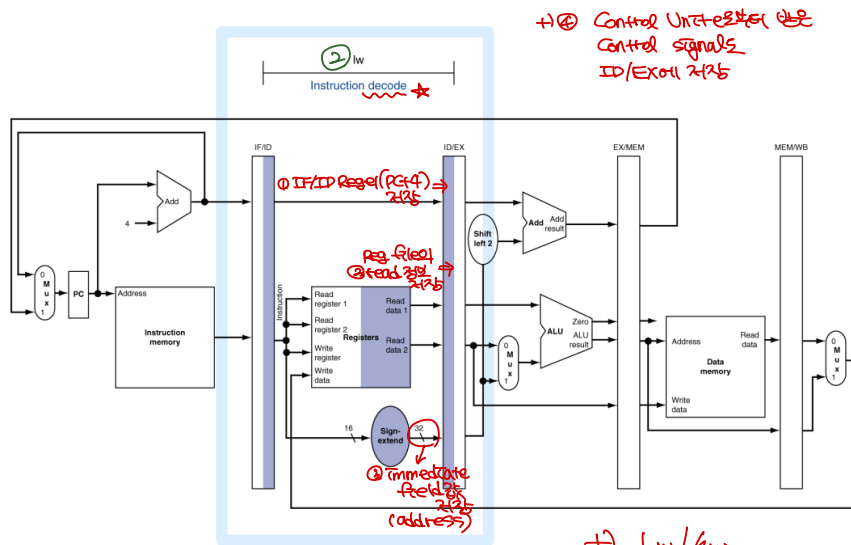 +) ④ Control Unit으로부터 받은
Control signals
ID/EX에 저장
② lw
Instruction decode ☆
IF/ID
ID/EX
EX/MEM
MEM/WB
① IF/ID Reg에 (PC+4)
저장
4
Add
Add
Add
result
Shift
left 2
Reg file의
② read 정보
저장
0
M
u
x
1
PC
Address
Instruction
memory
Instruction
Read
register 1
Read
register 2
Write
register
Write
data
Registers
Read
data 1
Read
data 2
0
M
u
x
1
ALU
Zero
ALU
result
Address
Write
data
Data
memory
Read
data
0
M
u
x
1
16
Sign-
extend
32
③ immediate
field값
저장
(address)
+)